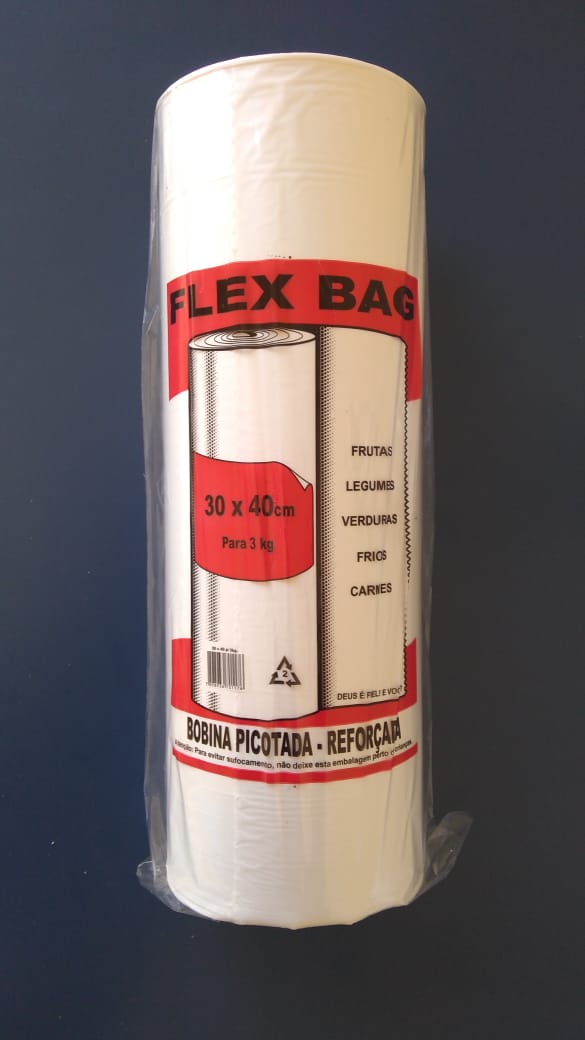 FLEX BAG
FRUTAS
LEGUMES
VERDURAS
FRIOS
CARNES
30 x 40cm
Para 3 kg
2
DEUS É FIEL! E VOCÊ?
BOBINA PICOTADA - REFORÇADA
Atenção: Para evitar sufocamento, não deixe esta embalagem perto crianças